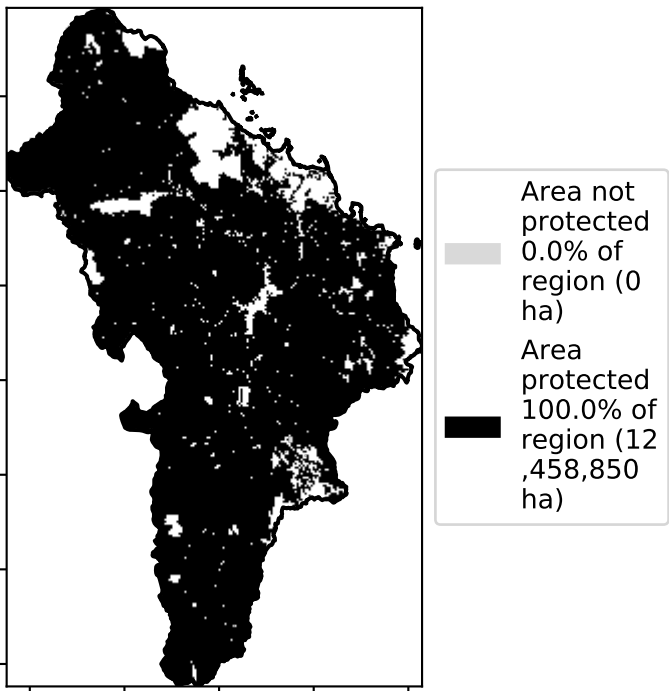 Area not
protected
0.0% of
region (0
ha)
Area
protected
100.0% of
region (12
,458,850
ha)